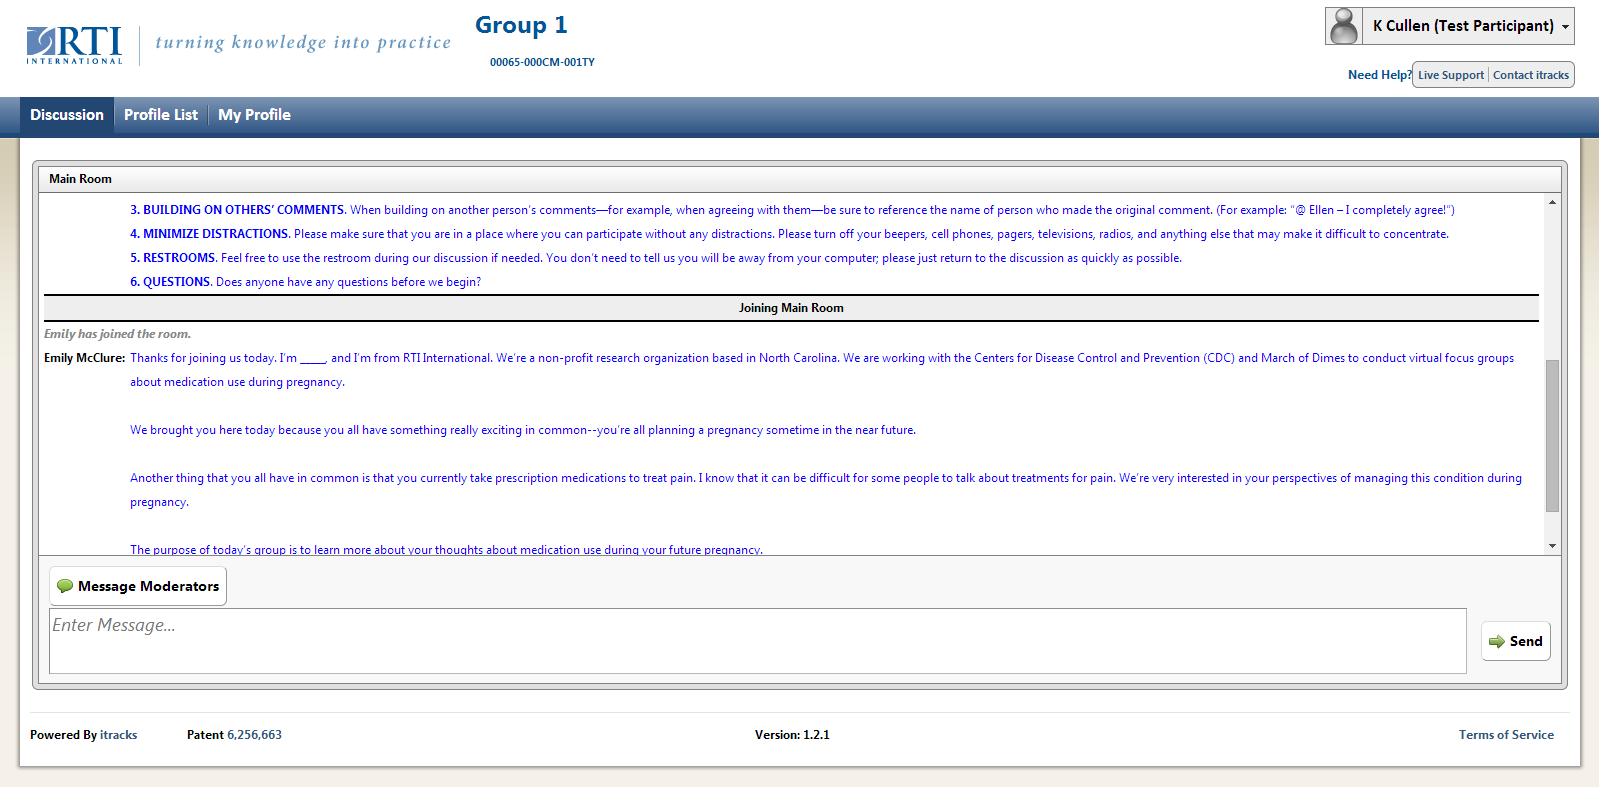 RTI
INTERNATIONAL
turning knowledge into practice
Group 1
00065-000CM-001TY
K Cullen (Test Participant)
Need Help? Live Support Contact itracks
Discussion Profile List My Profile
Main Room
3. BUILDING ON OTHERS' COMMENTS. When building on another person's comments—for example, when agreeing with them—be sure to reference the name of person who made the original comment. (For example: "@ Ellen – I completely agree!")
4. MINIMIZE DISTRACTIONS. Please make sure that you are in a place where you can participate without any distractions. Please turn off your beepers, cell phones, pagers, televisions, radios, and anything else that may make it difficult to concentrate.
5. RESTROOMS. Feel free to use the restroom during our discussion if needed. You don't need to tell us you will be away from your computer; please just return to the discussion as quickly as possible.
6. QUESTIONS. Does anyone have any questions before we begin?
Joining Main Room
Emily has joined the room.
Emily McClure: Thanks for joining us today. I'm _____, and I'm from RTI International. We're a non-profit research organization based in North Carolina. We are working with the Centers for Disease Control and Prevention (CDC) and March of Dimes to conduct virtual focus groups
about medication use during pregnancy.
We brought you here today because you all have something really exciting in common--you're all planning a pregnancy sometime in the near future.
Another thing that you all have in common is that you currently take prescription medications to treat pain. I know that it can be difficult for some people to talk about treatments for pain. We're very interested in your perspectives of managing this condition during
pregnancy.
The purpose of today's group is to learn more about your thoughts about medication use during your future pregnancy.
Message Moderators
Enter Message...
Send
Powered By itracks Patent 6,256,663 Version: 1.2.1 Terms of Service